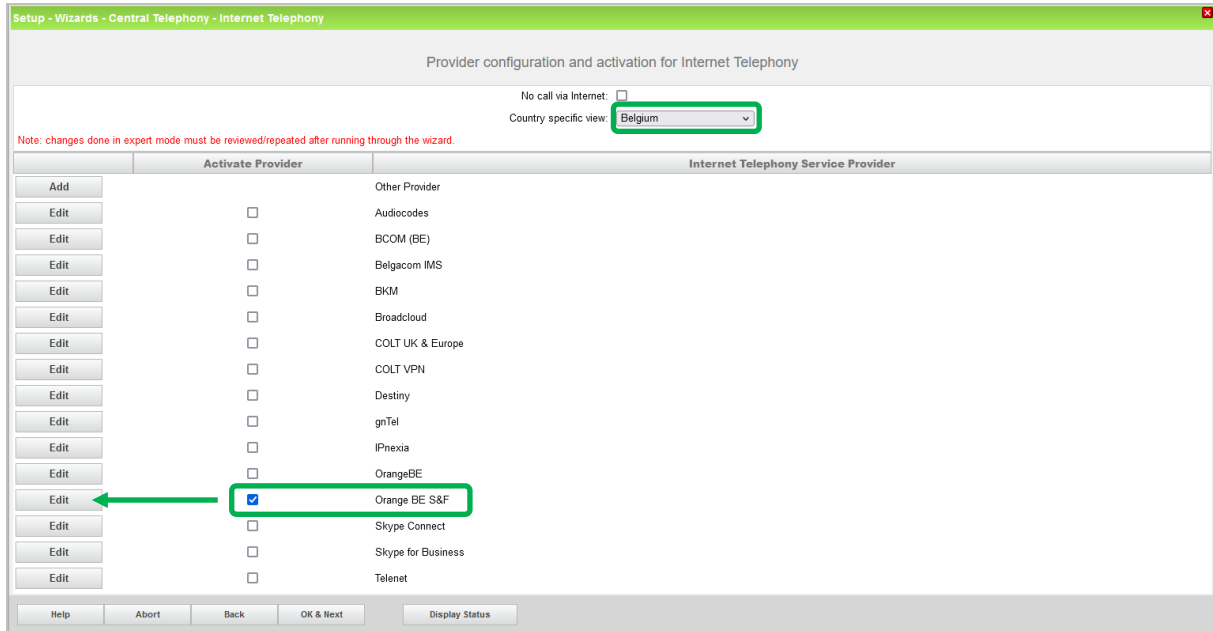 Setup - Wizards - Central Telephony - Internet Telephony
Provider configuration and activation for Internet Telephony
No call via Internet:
Country specific view: Belgium
Note: changes done in expert mode must be reviewed/repeated after running through the wizard.
Activate Provider Internet Telephony Service Provider
Add Other Provider
Edit Audiocodes
Edit BCOM (BE)
Edit Belgacom IMS
Edit BKM
Edit Broadcloud
Edit COLT UK & Europe
Edit COLT VPN
Edit Destiny
Edit gnTel
Edit IPnexia
Edit OrangeBE
Edit Orange BE S&F
Edit Skype Connect
Edit Skype for Business
Edit Telenet
Help Abort Back OK & Next Display Status